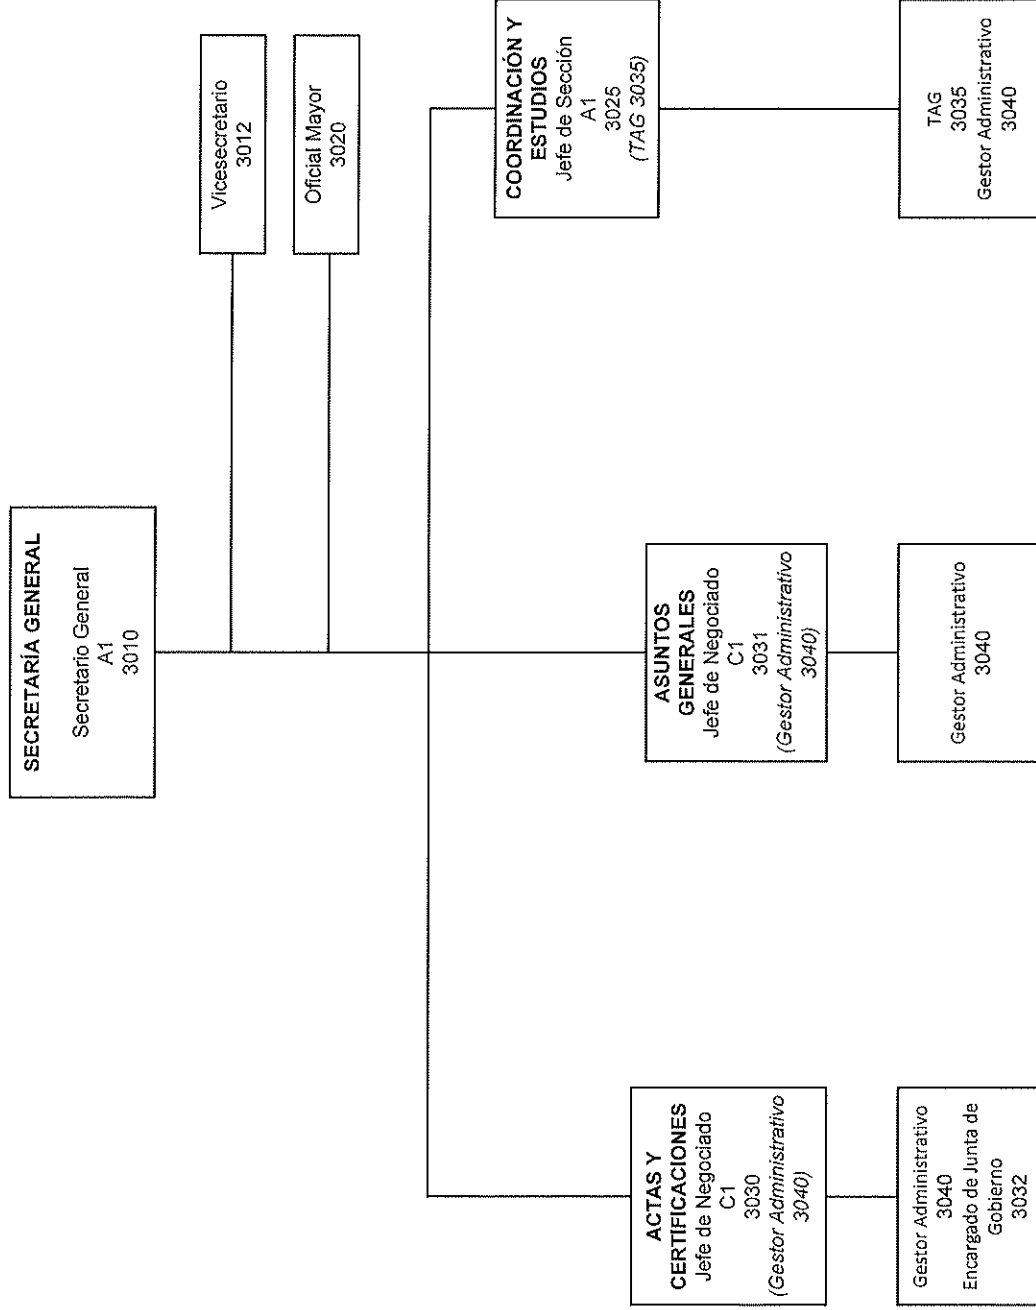 SECRETARÍA GENERAL
Secretario General
A1
3010
Vicesecretario
3012
Oficial Mayor
3020
ACTAS Y
CERTIFICACIONES
Jefe de Negociado
C1
3030
(Gestor Administrativo
3040)
ASUNTOS
GENERALES
Jefe de Negociado
C1
3031
(Gestor Administrativo
3040)
COORDINACIÓN Y
ESTUDIOS
Jefe de Sección
A1
3025
(TAG 3035)
Gestor Administrativo
3040
Encargado de Junta de
Gobierno
3032
Gestor Administrativo
3040
TAG
3035
Gestor Administrativo
3040